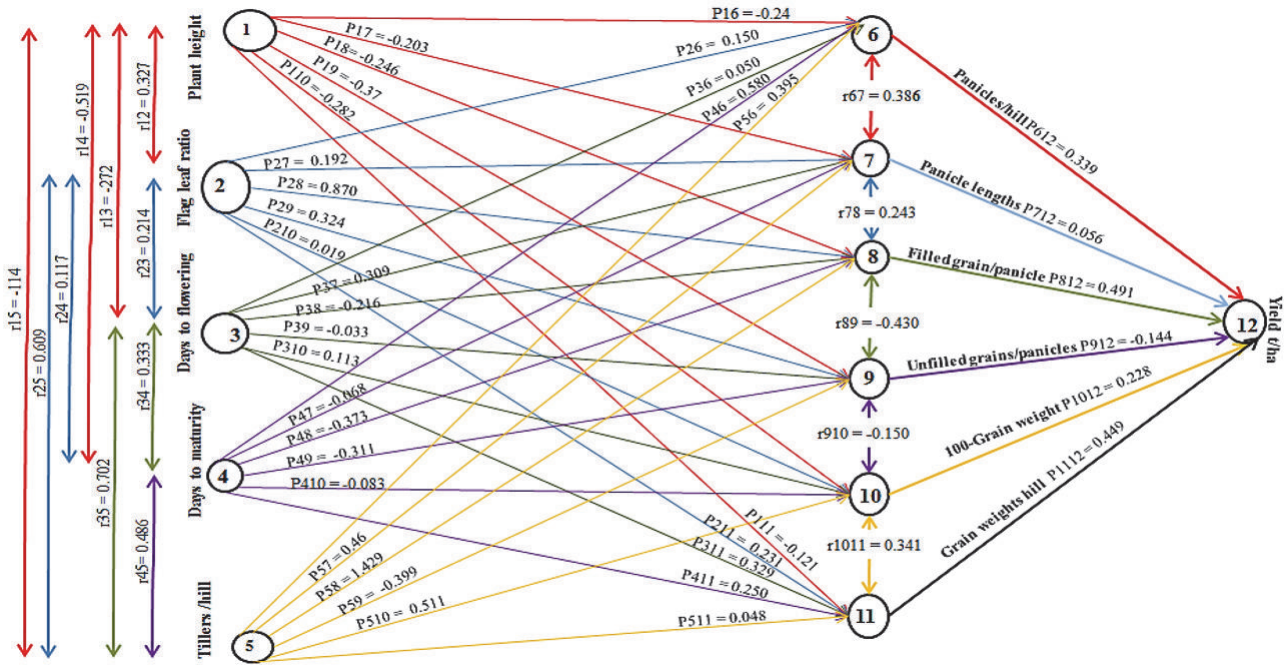 r15 = -114
r25 = 0.609
r24 = 0.117
r14 = -0.519
r13 = -272
r35 = 0.702
r12 = 0.327
r23 = 0.214
r34 = 0.333
r45 = 0.486
Plant height
Flag leaf ratio
Days to flowering
Days to maturity
Tillers /hill
1
2
3
4
5
P16 = -0.24
P17 = -0.203
P18= -0.246
P19 = -0.37
P110 = -0.282
P26 = 0.150
P36 = 0.050
P46 = 0.580
P56 = 0.395
P27 = 0.192
P28 = 0.870
P29 = 0.324
P210 = 0.019
P37 = 0.309
P38 = -0.216
P39 = -0.033
P310 = 0.113
P47 = -0.068
P48 = -0.373
P49 = -0.311
P410 = -0.083
P57 = 0.46
P58 = 1.429
P59 = -0.399
P510 = 0.511
P111 = -0.121
P211 = 0.231
P311 = 0.329
P411 = 0.250
P511 = 0.048
6
r67 = 0.386
7
r78 = 0.243
8
r89 = -0.430
9
r910 = -0.150
10
r1011 = 0.341
11
Panicles/hill P612 = 0.339
Panicle lengths P712 = 0.056
Filled grain/panicle P812 = 0.491
Unfilled grains/panicles P912 = -0.144
100-Grain weight P1012 = 0.228
Grain weights hill P1112 = 0.449
12
Yield t/ha